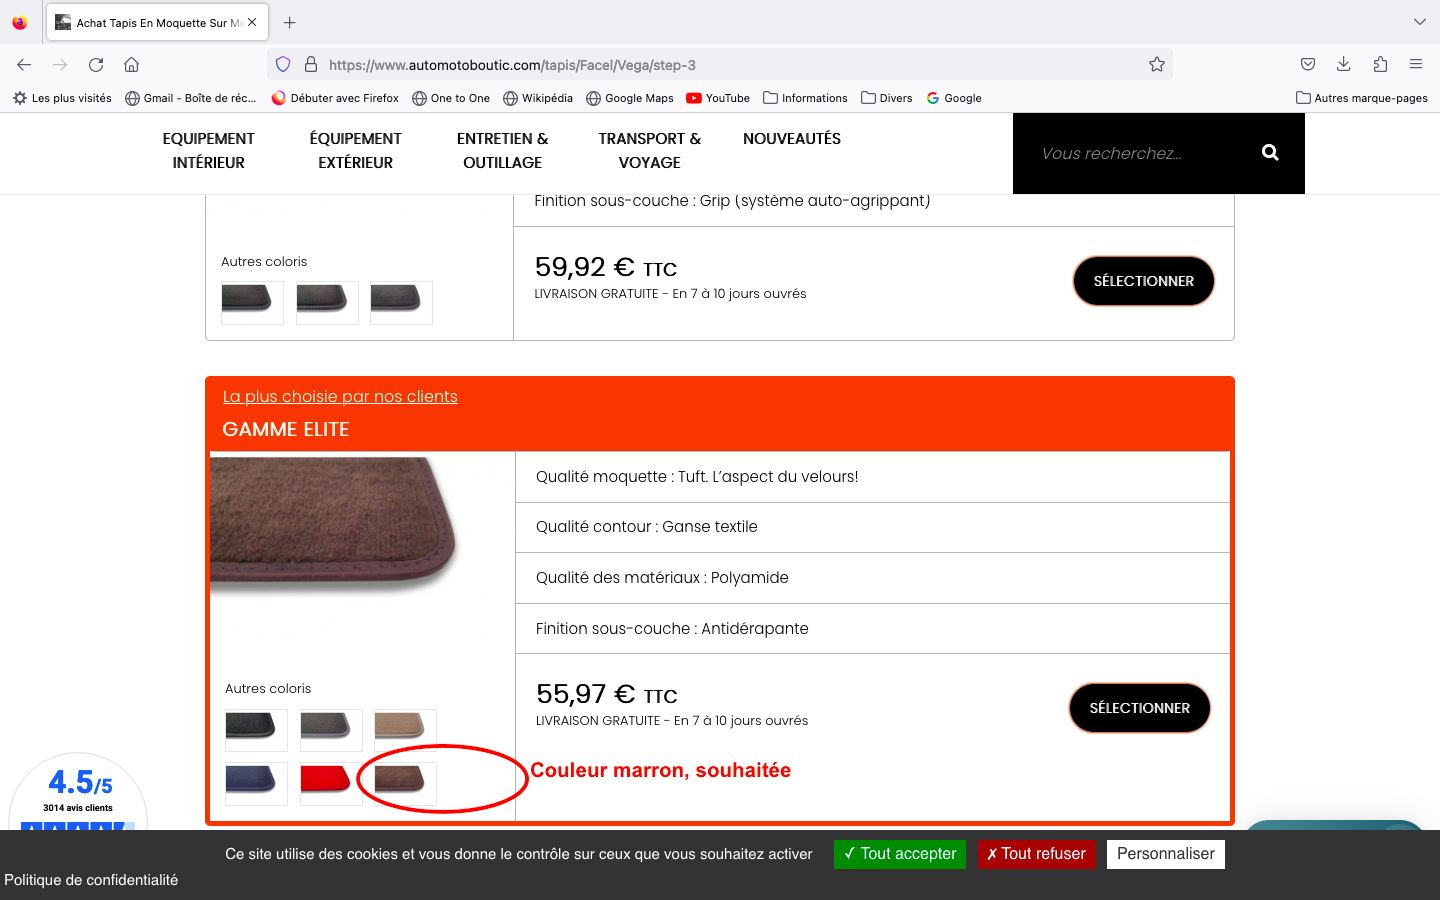 Achat Tapis En Moquette Sur Me
https://www.automotoboutic.com/tapis/Facel/Vega/step-3
Les plus visités
Gmail - Boîte de réc...
Débuter avec Firefox
One to One
Wikipédia
Google Maps
YouTube
Informations
Divers
Google
Autres marque-pages
EQUIPEMENT INTÉRIEUR
ÉQUIPEMENT EXTÉRIEUR
ENTRETIEN & OUTILLAGE
TRANSPORT & VOYAGE
NOUVEAUTÉS
Vous recherchez...
Finition sous-couche : Grip (système auto-agrippant)
Autres coloris
59,92 € TTC
LIVRAISON GRATUITE - En 7 à 10 jours ouvrés
SÉLECTIONNER
La plus choisie par nos clients
GAMME ELITE
Qualité moquette : Tuft. L’aspect du velours!
Qualité contour : Ganse textile
Qualité des matériaux : Polyamide
Finition sous-couche : Antidérapante
Autres coloris
55,97 € TTC
LIVRAISON GRATUITE - En 7 à 10 jours ouvrés
SÉLECTIONNER
Couleur marron, souhaitée
4.5/5
3014 avis clients
Ce site utilise des cookies et vous donne le contrôle sur ceux que vous souhaitez activer
✓ Tout accepter
✗ Tout refuser
Personnaliser
Politique de confidentialité